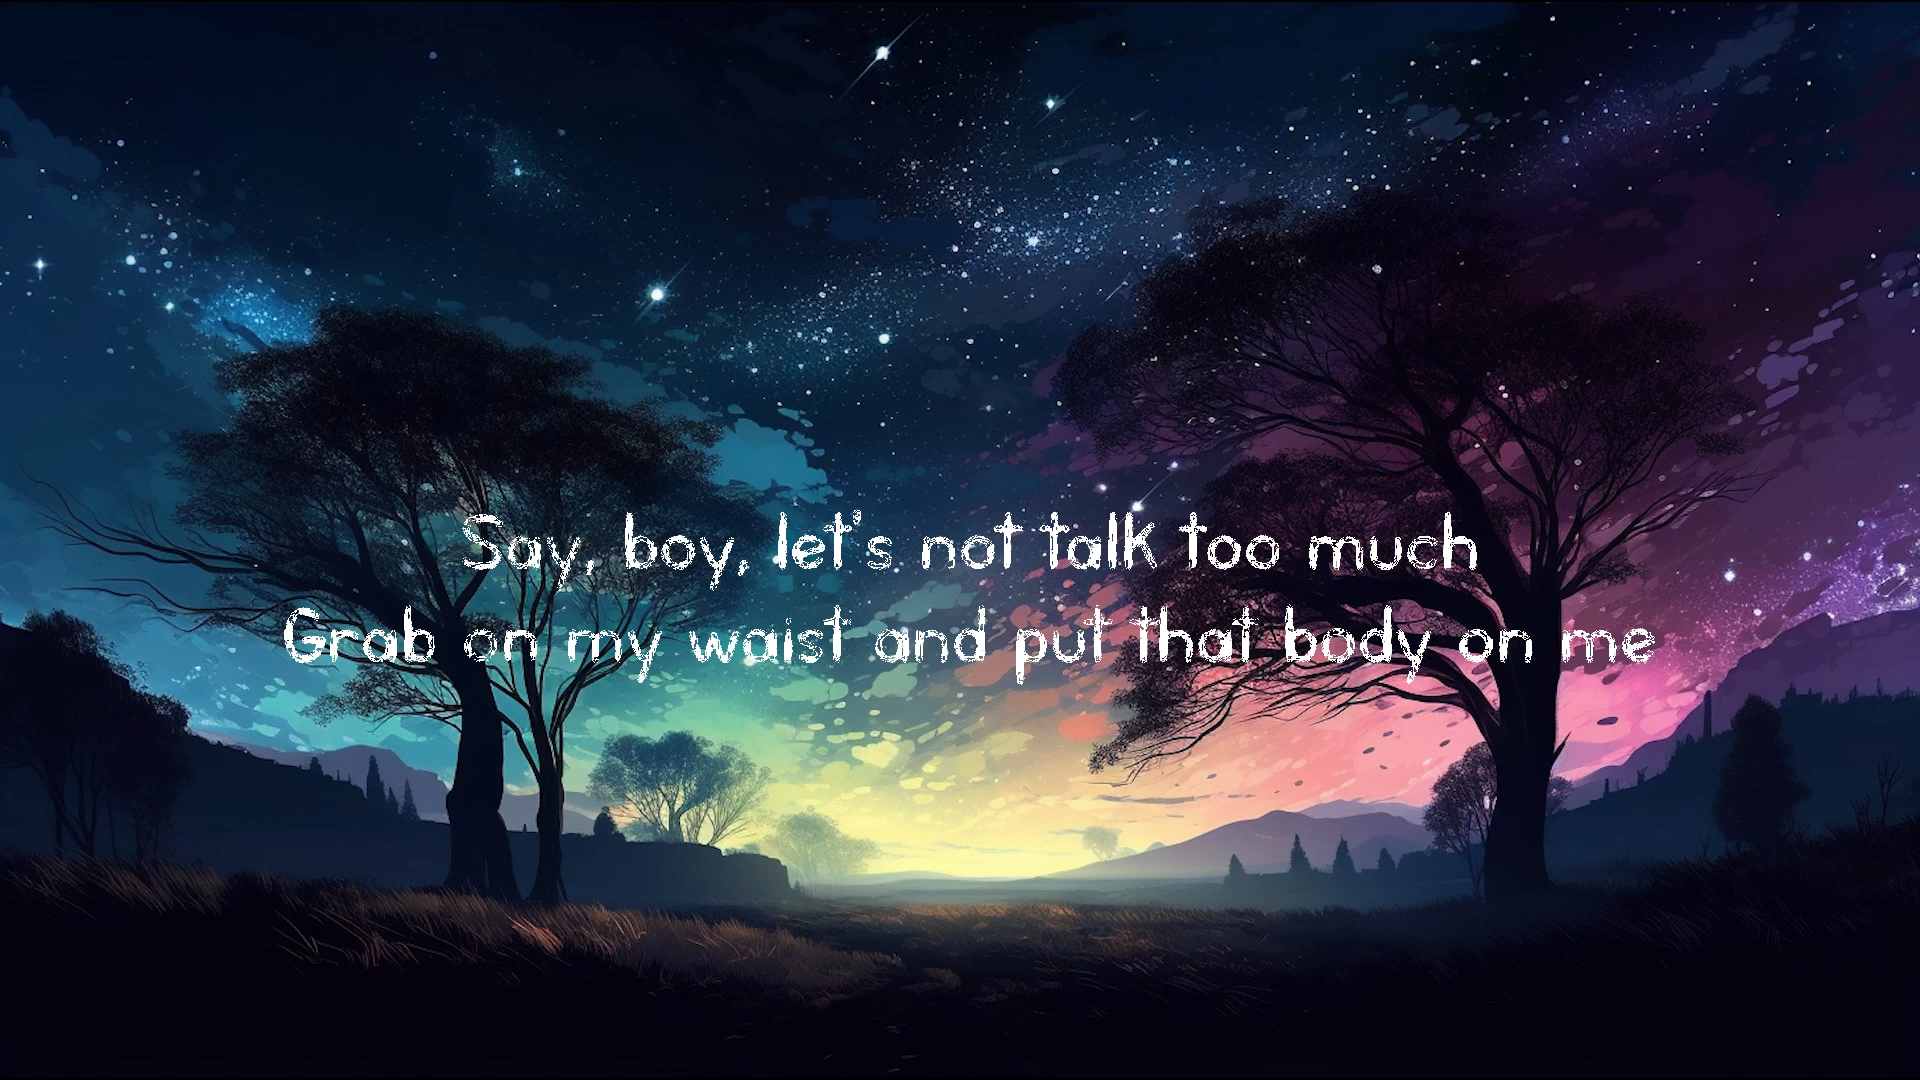 Say, boy, let's not talk too much
Grab on my waist and put that body on me